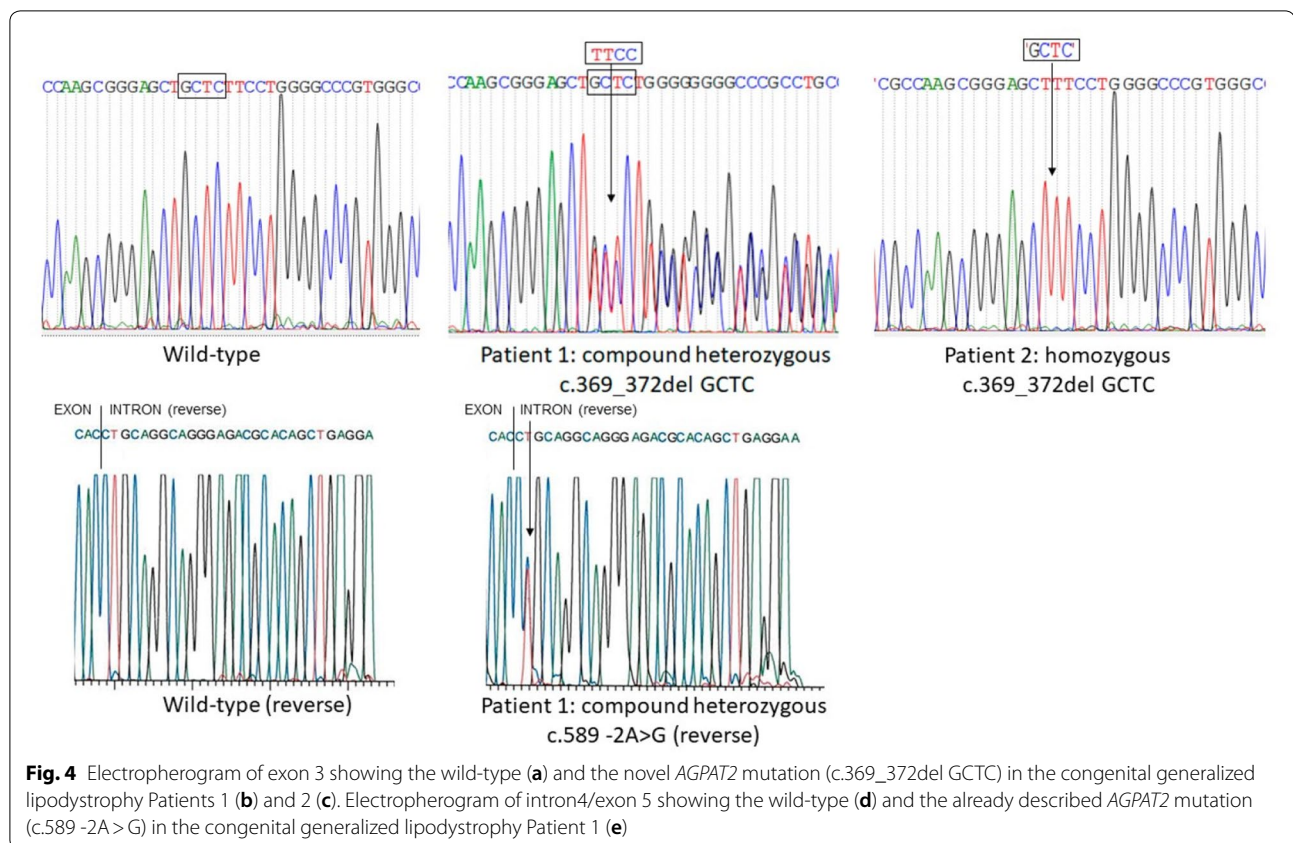 TTCC
'GCTC'
CCAAGCGGGAGCTGCTCTTCCTGGGGCCCGTGGGC
CCAAGCGGGAGCTGCTCTGGGGGGGGCCCGCCTGC
'CGCCAAGCGGGAGCTTTCCTGGGGCCCGTGGGC
Wild-type
Patient 1: compound heterozygous
c.369_372del GCTC
Patient 2: homozygous
c.369_372del GCTC
EXON INTRON (reverse)
CACCTGCAGGCAGGGAGACGCACAGCTGAGGA
EXON INTRON (reverse)
CACCTGCAGGCAGGGAGACGCACAGCTGAGGAA
Wild-type (reverse)
Patient 1: compound heterozygous
c.589 -2A>G (reverse)
Fig. 4 Electropherogram of exon 3 showing the wild-type (a) and the novel AGPAT2 mutation (c.369_372del GCTC) in the congenital generalized
lipodystrophy Patients 1 (b) and 2 (c). Electropherogram of intron4/exon 5 showing the wild-type (d) and the already described AGPAT2 mutation
(c.589 -2A > G) in the congenital generalized lipodystrophy Patient 1 (e)